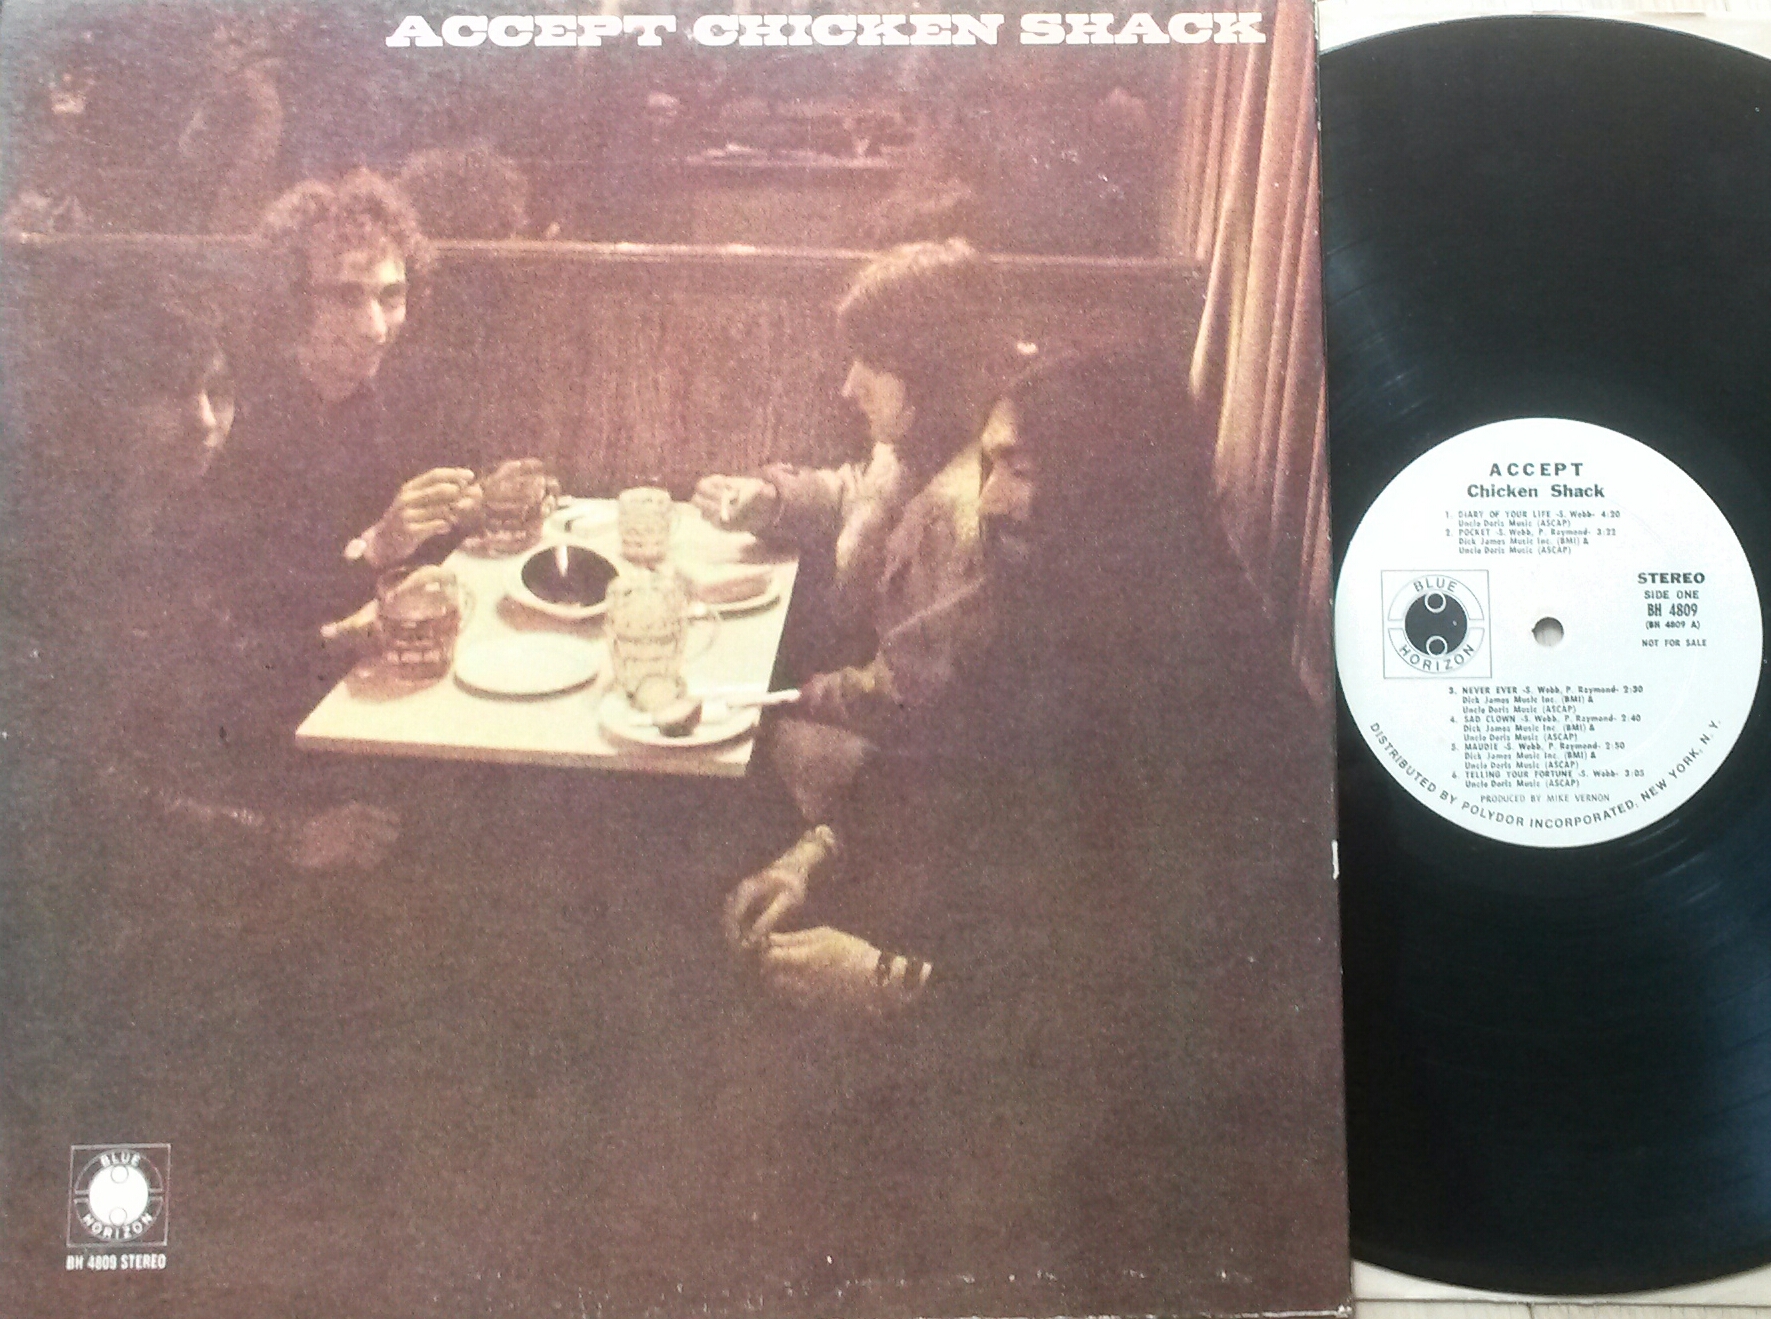 ACCEPT CHICKEN SHACK
BLUE
HORIZON
BH 4809 STEREO
ACCEPT
Chicken Shack
1. DIARY OF YOUR LIFE -S. Webb- 4:20
Uncle Doris Music (ASCAP)
2. POCKET -S. Webb, P. Raymond- 3:22
Dick James Music Inc. (BMI) &
Uncle Doris Music (ASCAP)
BLUE
HORIZON
STEREO
SIDE ONE
BH 4809
(BH 4809 A)
NOT FOR SALE
3. NEVER EVER -S. Webb, P. Raymond- 2:30
Dick James Music Inc. (BMI) &
Uncle Doris Music (ASCAP)
4. SAD CLOWN -S. Webb, P. Raymond- 2:40
Dick James Music Inc. (BMI) &
Uncle Doris Music (ASCAP)
5. MAUDIE -S. Webb, P. Raymond- 2:50
Dick James Music Inc. (BMI) &
Uncle Doris Music (ASCAP)
6. TELLING YOUR FORTUNE -S. Webb- 3:05
Uncle Doris Music (ASCAP)
PRODUCED BY MIKE VERNON
DISTRIBUTED BY POLYDOR INCORPORATED, NEW YORK, N.Y.